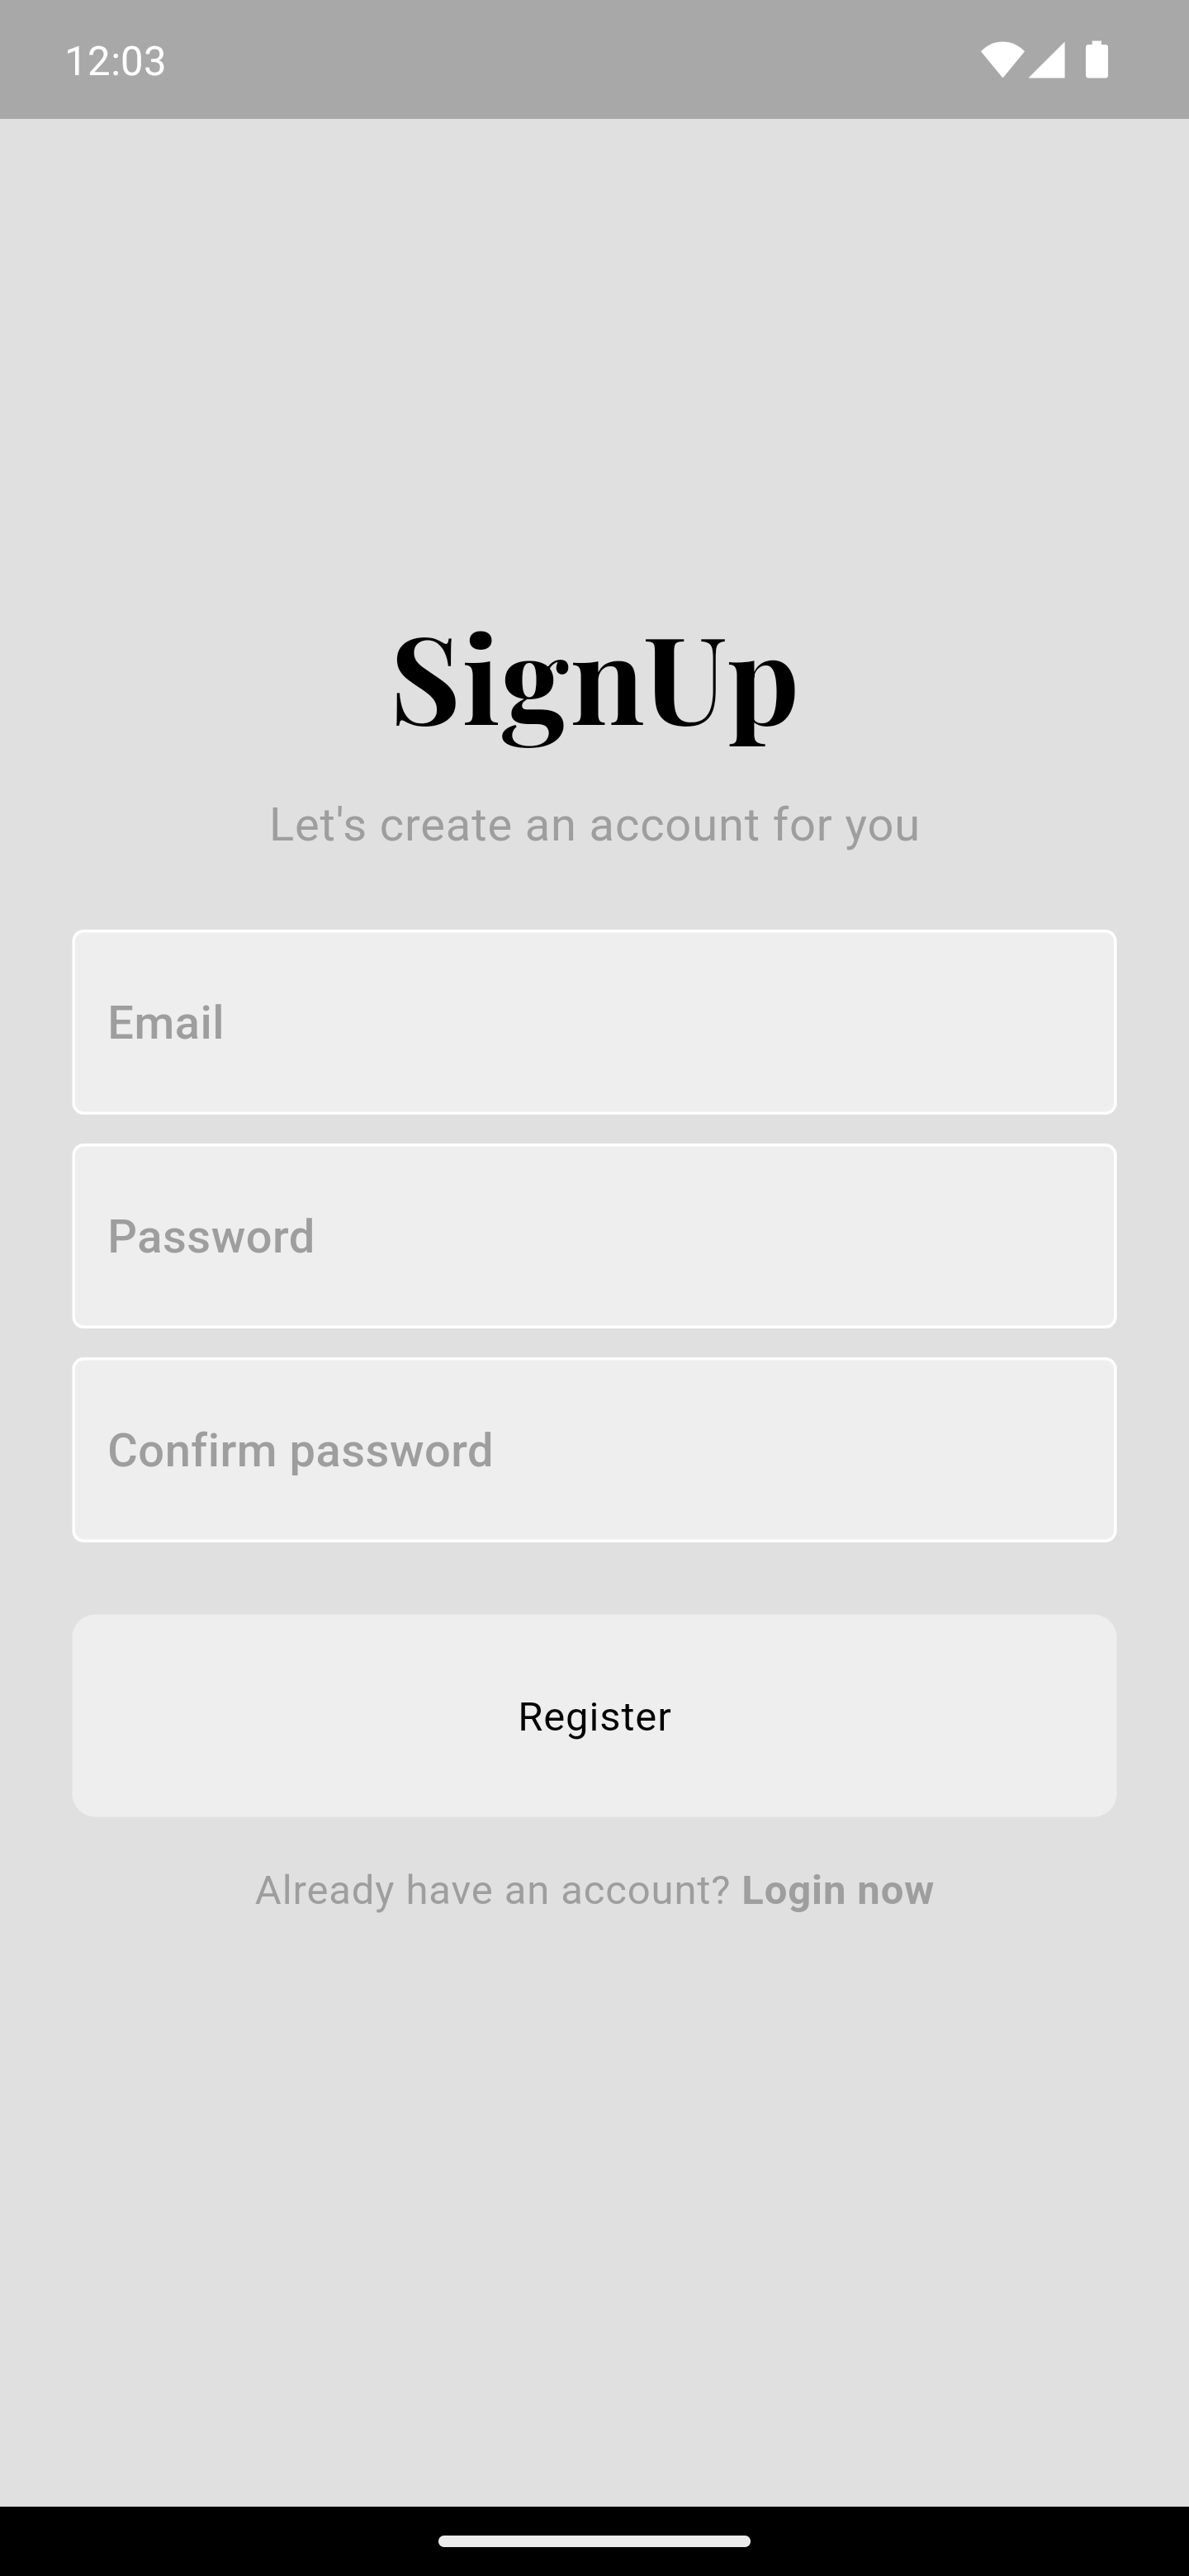 12:03
SignUp
Let's create an account for you
Email
Password
Confirm password
Register
Already have an account? Login now